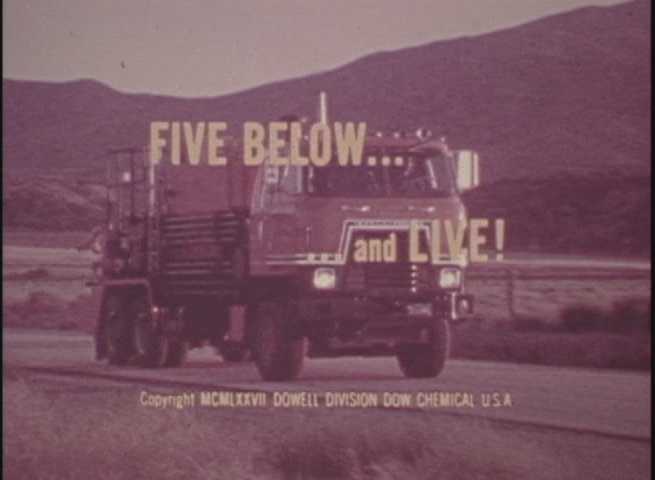 FIVE BELOW...
...and LIVE!
Copyright MCMLXXVII DOWELL DIVISION DOW CHEMICAL U.S.A